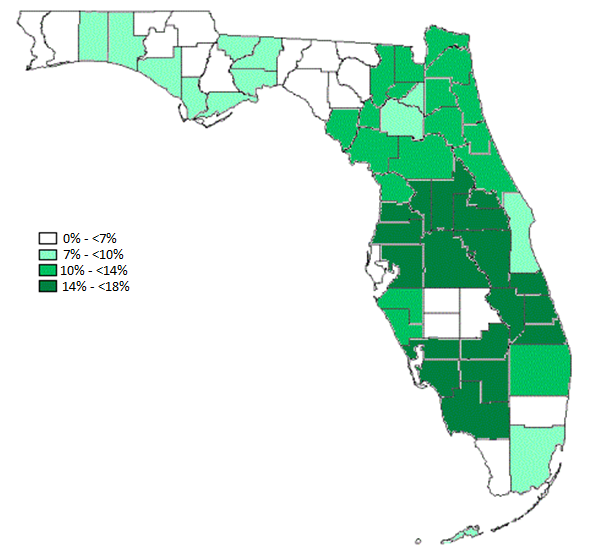 0% - <7%
7% - <10%
10% - <14%
14% - <18%